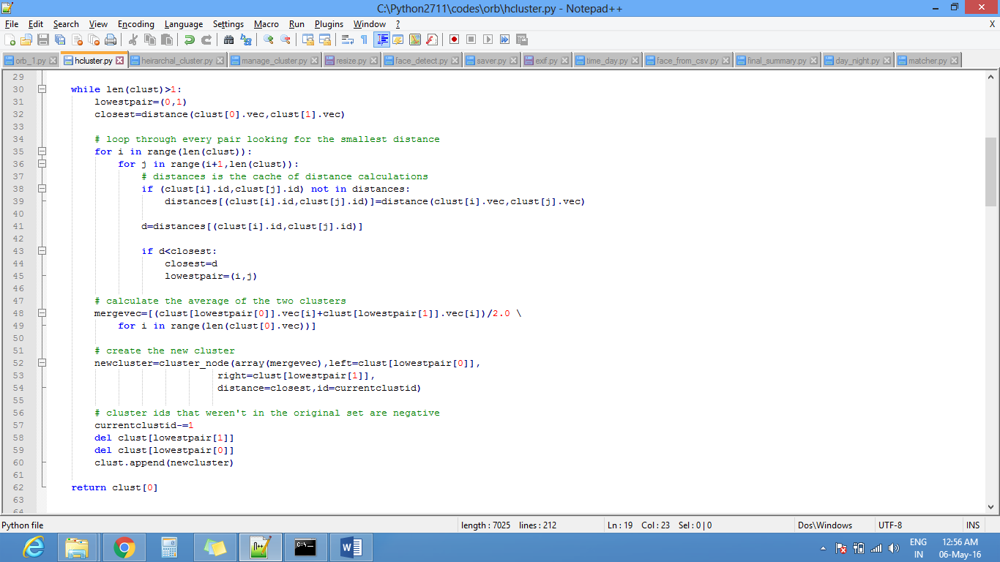 C:\Python2711\codes\orb\hcluster.py - Notepad++
File Edit Search View Encoding Language Settings Macro Run Plugins Window ? X
orb_1.py hcluster.py heirarchal_cluster.py manage_cluster.py resize.py face_detect.py saver.py exif.py time_day.py face_from_csv.py final_summary.py day_night.py matcher.py
29
30 while len(clust)>1:
31 lowestpair=(0,1)
32 closest=distance(clust[0].vec,clust[1].vec)
33
34 # loop through every pair looking for the smallest distance
35 for i in range(len(clust)):
36 for j in range(i+1,len(clust)):
37 # distances is the cache of distance calculations
38 if (clust[i].id,clust[j].id) not in distances:
39 distances[(clust[i].id,clust[j].id)]=distance(clust[i].vec,clust[j].vec)
40
41 d=distances[(clust[i].id,clust[j].id)]
42
43 if d<closest:
44 closest=d
45 lowestpair=(i,j)
46
47 # calculate the average of the two clusters
48 mergevec=[(clust[lowestpair[0]].vec[i]+clust[lowestpair[1]].vec[i])/2.0 \
49 for i in range(len(clust[0].vec))]
50
51 # create the new cluster
52 newcluster=cluster_node(array(mergevec),left=clust[lowestpair[0]],
53 right=clust[lowestpair[1]],
54 distance=closest,id=currentclustid)
55
56 # cluster ids that weren't in the original set are negative
57 currentclustid-=1
58 del clust[lowestpair[1]]
59 del clust[lowestpair[0]]
60 clust.append(newcluster)
61
62 return clust[0]
63
64
Python file length : 7025 lines : 212 Ln : 19 Col : 23 Sel : 0 | 0 Dos\Windows UTF-8 INS
ENG 12:56 AM
IN 06-May-16